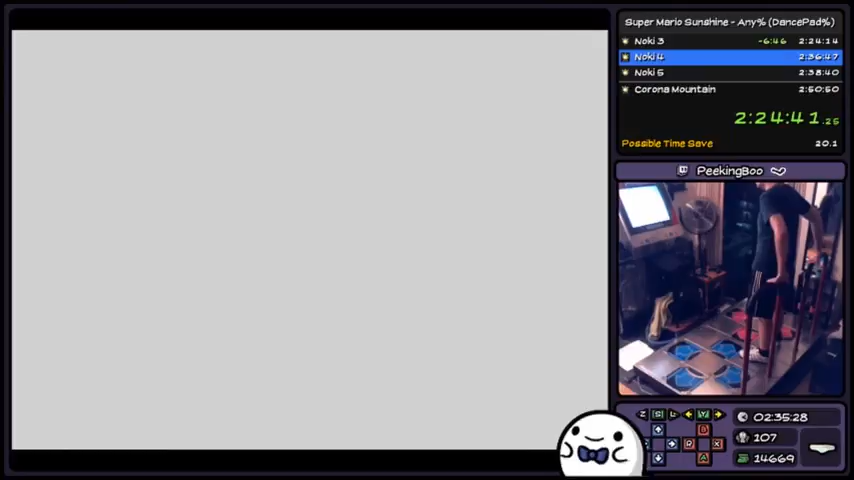 Super Mario Sunshine - Any% (DancePad%)
Noki 3 -6:46 2:24:14
Noki 4 2:36:47
Noki 5 2:38:40
Corona Mountain 2:50:50
2:24:41.25
Possible Time Save 20.1
PeekingBoo
Z S L Y
B
R X
A
02:35:28
107
14669